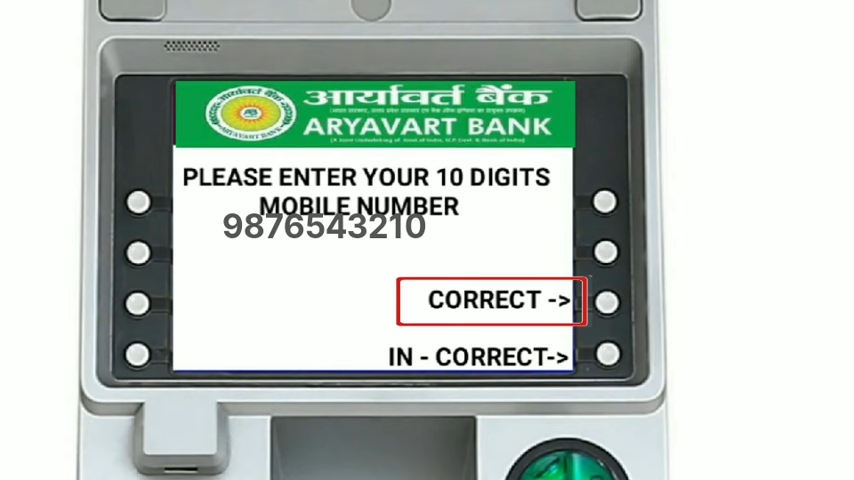 आर्यावर्त बैंक
ARYAVART BANK
PLEASE ENTER YOUR 10 DIGITS
MOBILE NUMBER
9876543210
CORRECT ->
IN - CORRECT->